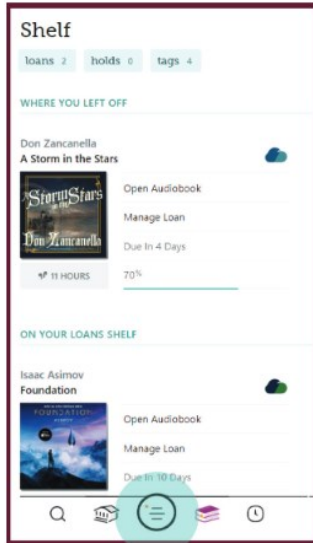 Shelf
loans 2 holds 0 tags 4
WHERE YOU LEFT OFF
Don Zancanella
A Storm in the Stars
A Storm in the Stars
Don Zancanella
Open Audiobook
Manage Loan
Due In 4 Days
11 HOURS
70%
ON YOUR LOANS SHELF
Isaac Asimov
Foundation
FOUNDATION
Open Audiobook
Manage Loan
Due In 10 Days